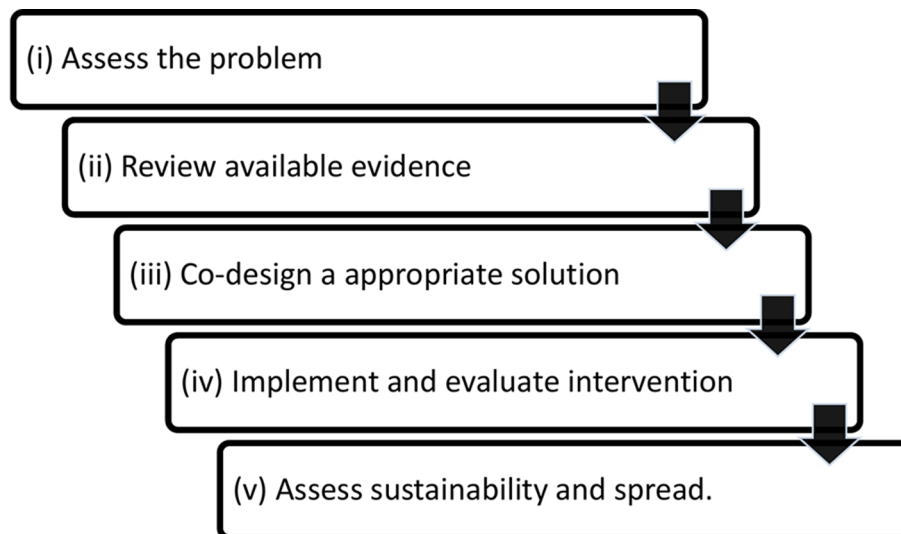 (i) Assess the problem
(ii) Review available evidence
(iii) Co-design a appropriate solution
(iv) Implement and evaluate intervention
(v) Assess sustainability and spread.